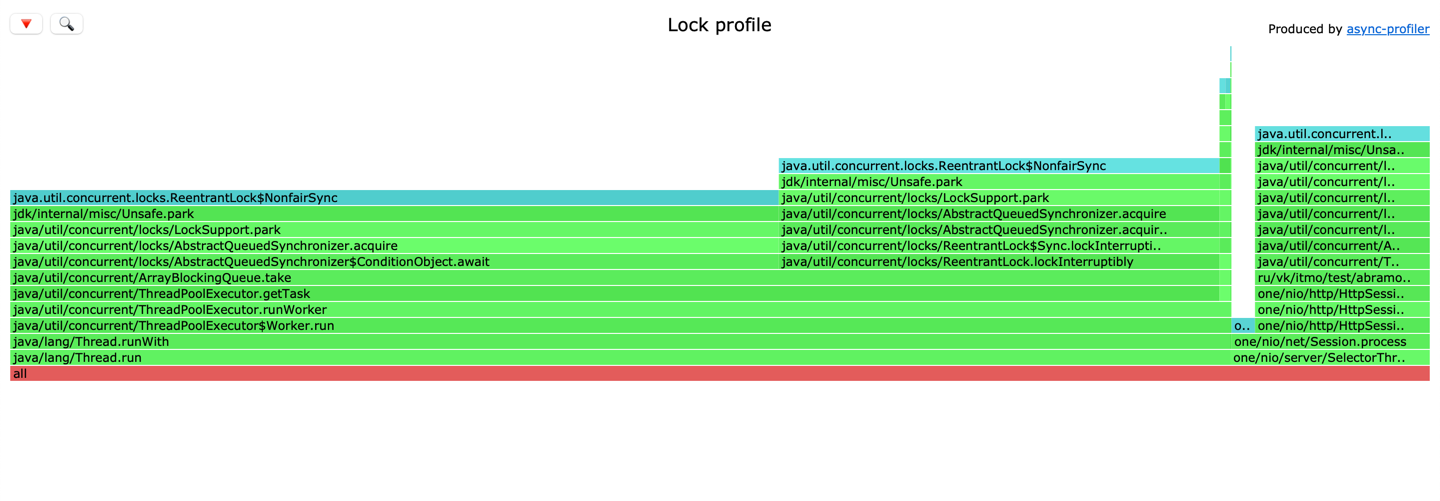 Lock profile
Produced by async-profiler
java.util.concurrent.l..
jdk/internal/misc/Unsa..
java.util.concurrent.locks.ReentrantLock$NonfairSync java/util/concurrent/l..
jdk/internal/misc/Unsafe.park java/util/concurrent/l..
java.util.concurrent.locks.ReentrantLock$NonfairSync java/util/concurrent/locks/LockSupport.park java/util/concurrent/l..
jdk/internal/misc/Unsafe.park java/util/concurrent/locks/AbstractQueuedSynchronizer.acquire java/util/concurrent/l..
java/util/concurrent/locks/LockSupport.park java/util/concurrent/locks/AbstractQueuedSynchronizer.acquir.. java/util/concurrent/l..
java/util/concurrent/locks/AbstractQueuedSynchronizer.acquire java/util/concurrent/locks/ReentrantLock$Sync.lockInterrupti.. java/util/concurrent/A..
java/util/concurrent/locks/AbstractQueuedSynchronizer$ConditionObject.await java/util/concurrent/locks/ReentrantLock.lockInterruptibly java/util/concurrent/T..
java/util/concurrent/ArrayBlockingQueue.take ru/vk/itmo/test/abramo..
java/util/concurrent/ThreadPoolExecutor.getTask one/nio/http/HttpSessi..
java/util/concurrent/ThreadPoolExecutor.runWorker one/nio/http/HttpSessi..
java/util/concurrent/ThreadPoolExecutor$Worker.run o.. one/nio/http/HttpSessi..
java/lang/Thread.runWith one/nio/net/Session.process
java/lang/Thread.run one/nio/server/SelectorThr..
all